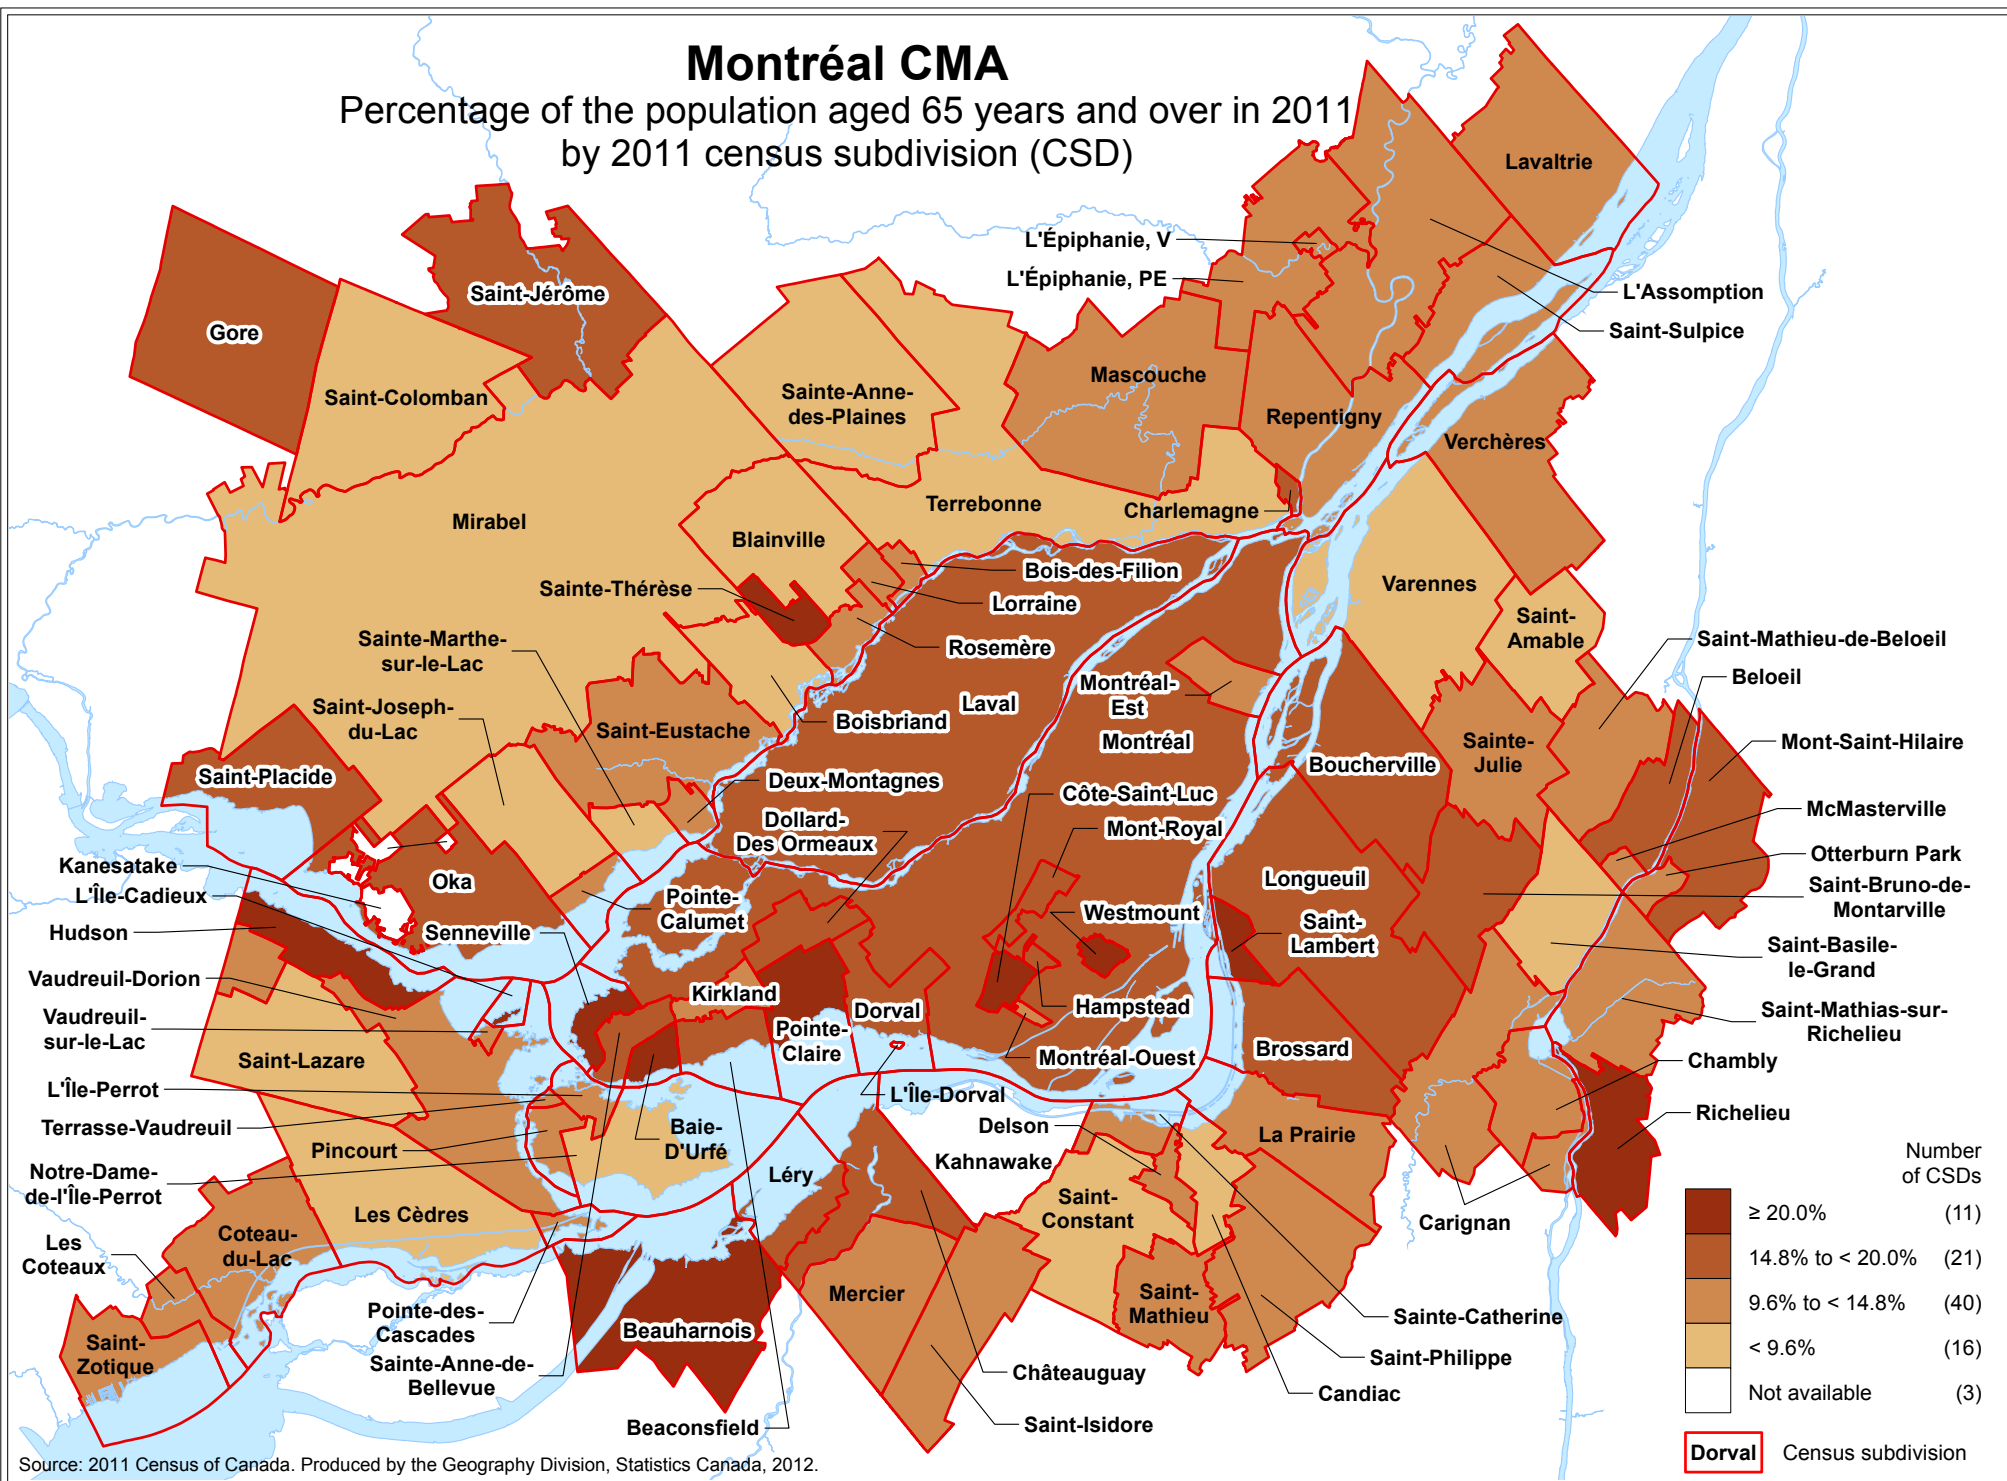 Montréal CMA
Percentage of the population aged 65 years and over in 2011
by 2011 census subdivision (CSD)
Lavaltrie
L'Épiphanie, V
L'Épiphanie, PE
L'Assomption
Saint-Sulpice
Saint-Jérôme
Gore
Saint-Colomban
Sainte-Anne-
des-Plaines
Mascouche
Repentigny
Verchères
Mirabel
Terrebonne
Charlemagne
Blainville
Bois-des-Filion
Varennes
Sainte-Thérèse
Lorraine
Saint-
Amable
Sainte-Marthe-
sur-le-Lac
Rosemère
Saint-Mathieu-de-Beloeil
Beloeil
Montréal-
Est
Laval
Saint-Joseph-
du-Lac
Boisbriand
Saint-Eustache
Montréal
Sainte-
Julie
Mont-Saint-Hilaire
Boucherville
Saint-Placide
Deux-Montagnes
Côte-Saint-Luc
McMasterville
Dollard-
Des Ormeaux
Mont-Royal
Otterburn Park
Kanesatake
Oka
Longueuil
L'Île-Cadieux
Pointe-
Calumet
Westmount
Saint-Bruno-de-
Montarville
Hudson
Senneville
Saint-
Lambert
Saint-Basile-
le-Grand
Vaudreuil-Dorion
Kirkland
Hampstead
Dorval
Vaudreuil-
sur-le-Lac
Pointe-
Claire
Saint-Mathias-sur-
Richelieu
Saint-Lazare
Montréal-Ouest
Brossard
Chambly
L'Île-Perrot
L'Île-Dorval
Richelieu
Terrasse-Vaudreuil
Baie-
D'Urfé
Delson
La Prairie
Pincourt
Kahnawake
Notre-Dame-
de-l'Île-Perrot
Léry
Saint-
Constant
Les Cèdres
Carignan
Coteau-
du-Lac
Les
Coteaux
Mercier
Saint-
Mathieu
Pointe-des-
Cascades
Sainte-Catherine
Beauharnois
Saint-
Zotique
Saint-Philippe
Sainte-Anne-de-
Bellevue
Châteauguay
Candiac
Beaconsfield
Saint-Isidore
Number
of CSDs
≥ 20.0% (11)
14.8% to < 20.0% (21)
9.6% to < 14.8% (40)
< 9.6% (16)
Not available (3)
Dorval Census subdivision
Source: 2011 Census of Canada. Produced by the Geography Division, Statistics Canada, 2012.